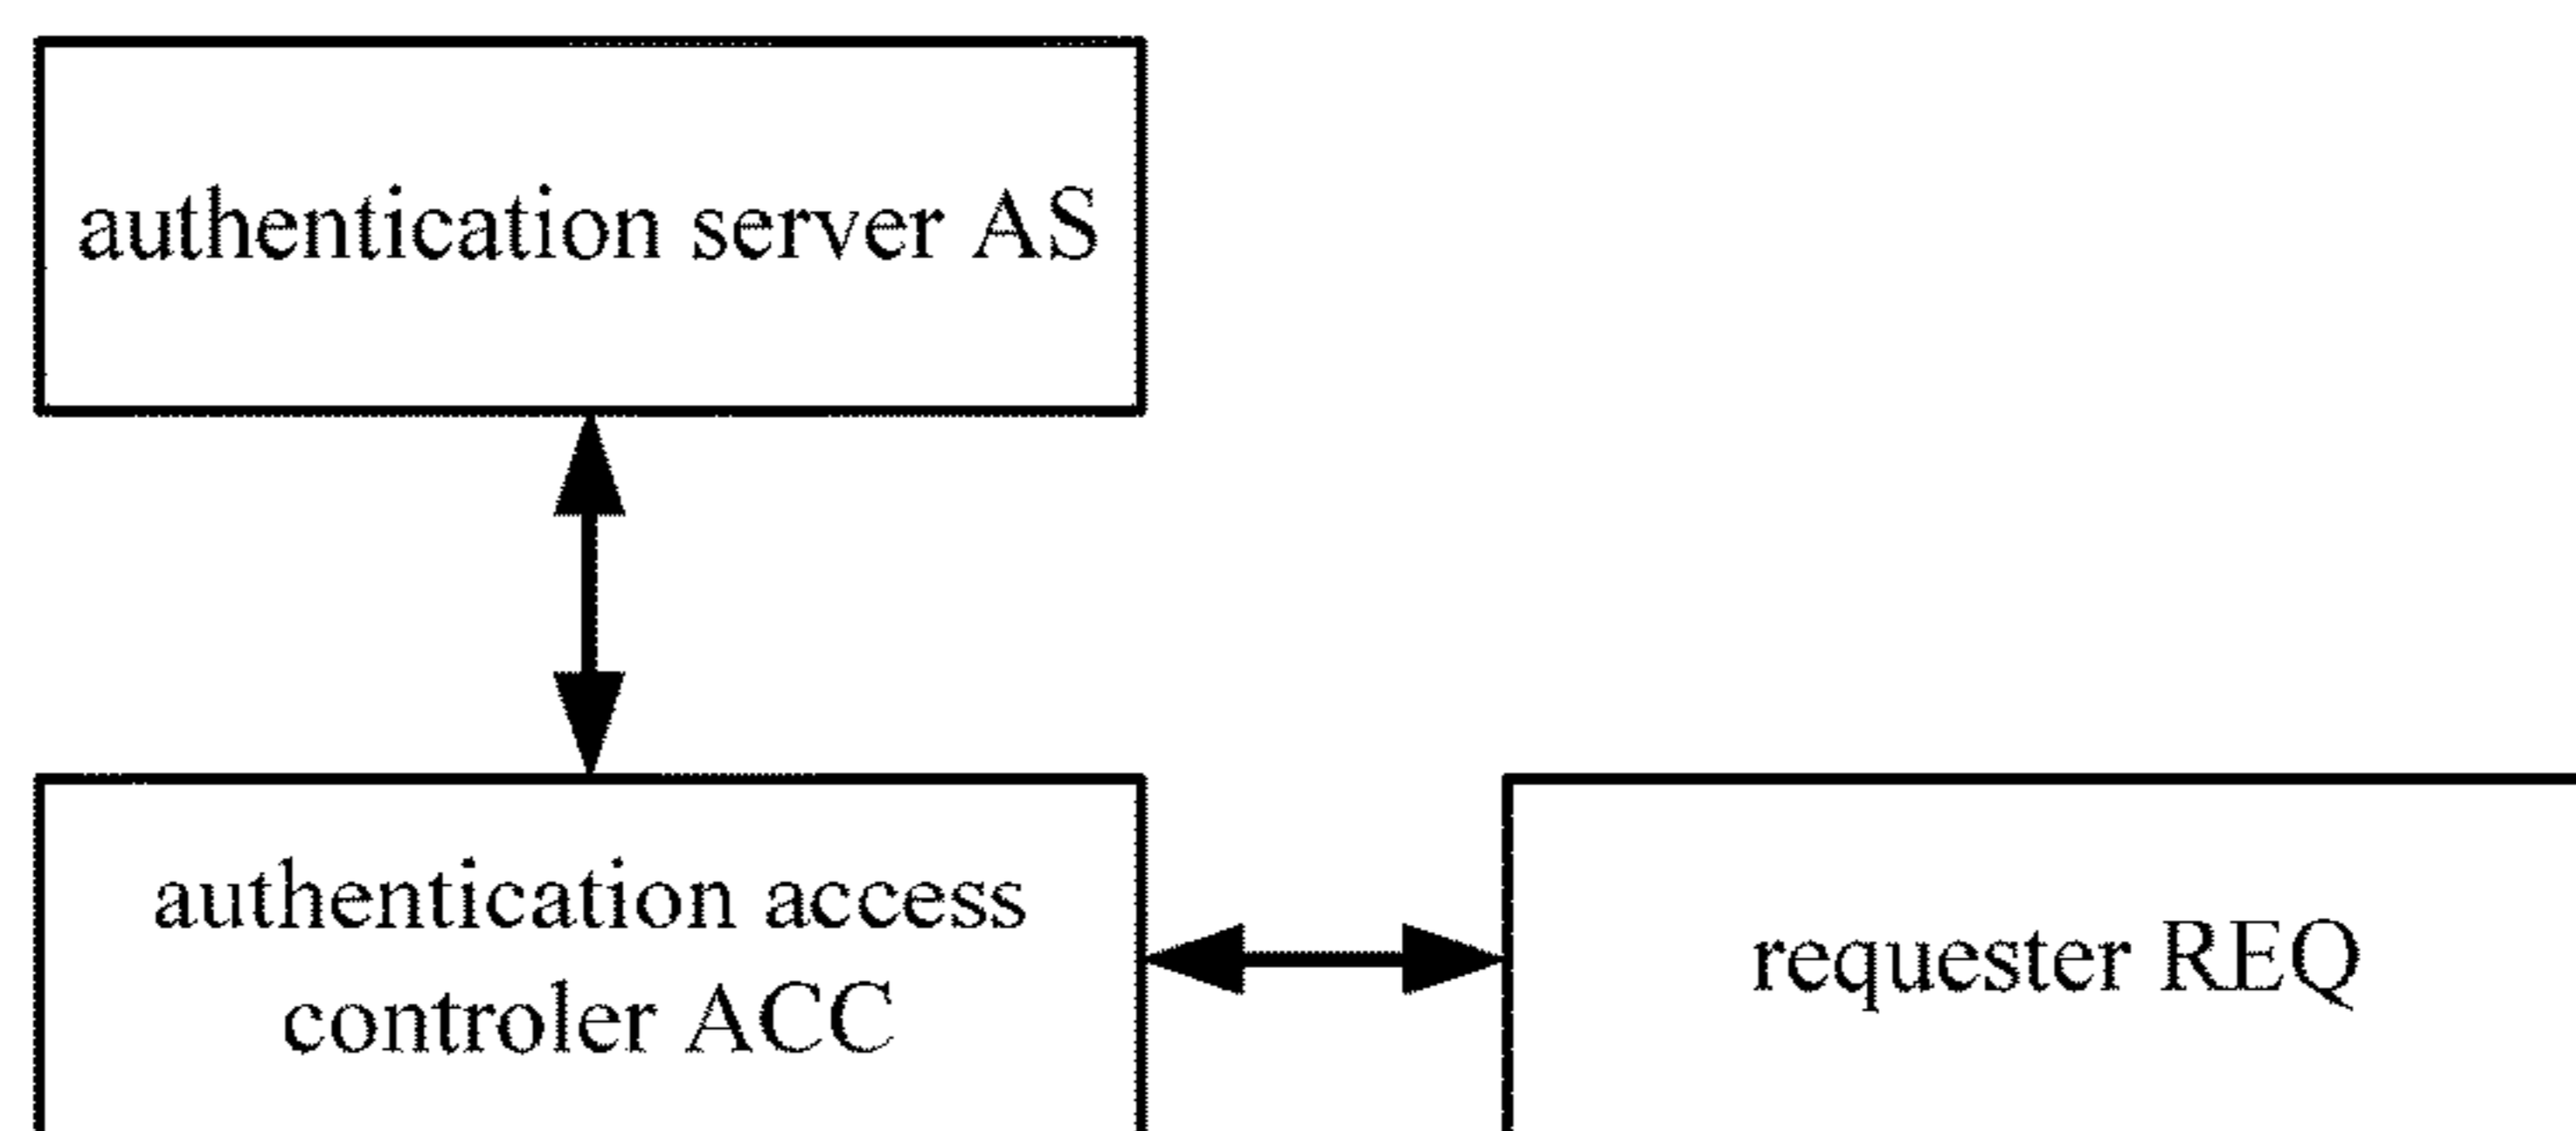 authentication server AS
authentication access
controler ACC
requester REQ